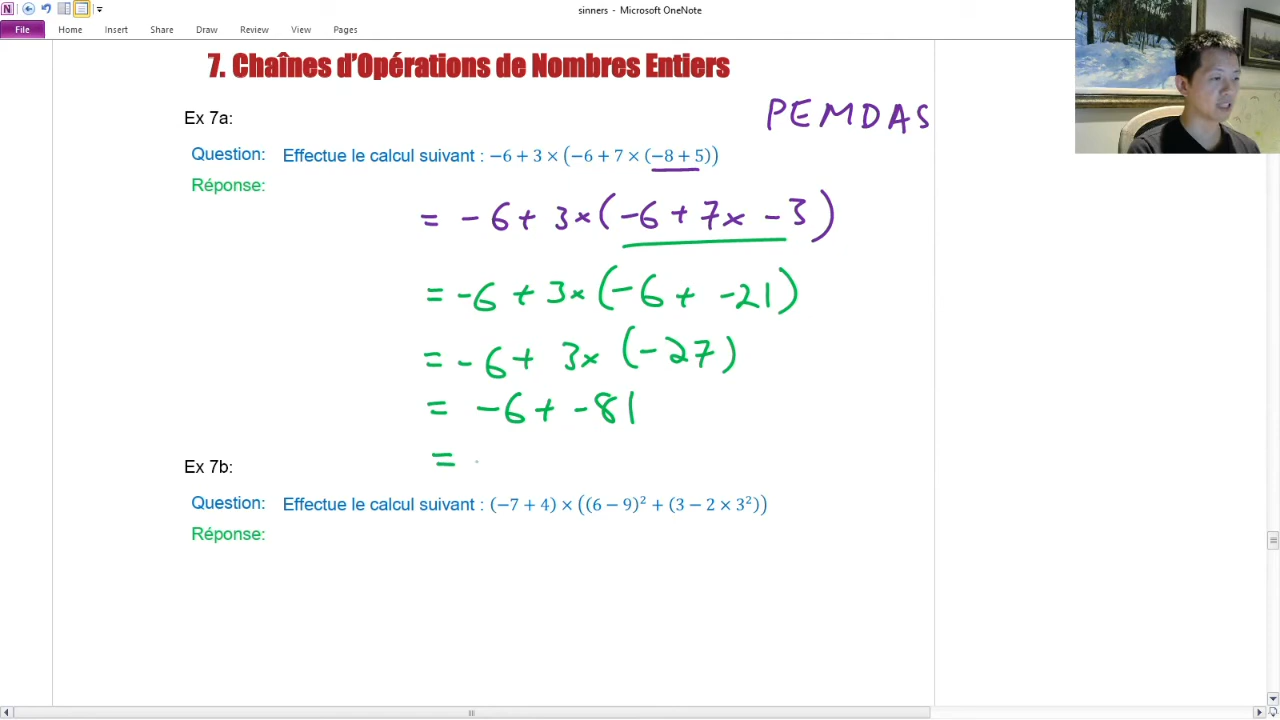 sinners - Microsoft OneNote
File Home Insert Share Draw Review View Pages
7. Chaînes d'Opérations de Nombres Entiers
PEMDAS
Ex 7a:
Question: Effectue le calcul suivant : −6 + 3 × (−6 + 7 × (−8 + 5))
Réponse:
= -6 + 3 × ( -6 + 7 × -3 )
= -6 + 3 × ( -6 + -21 )
= -6 + 3 × ( -27 )
= -6 + -81
=
Ex 7b:
Question: Effectue le calcul suivant : (−7 + 4) × ((6 − 9)² + (3 − 2 × 3²))
Réponse: